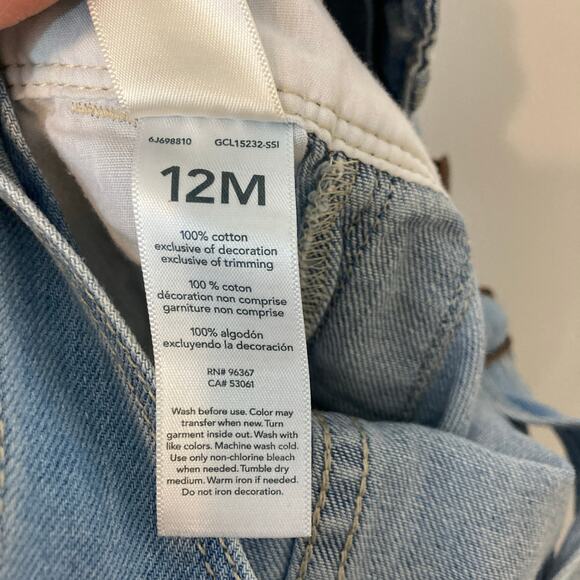 6J698810 GCL15232-SSI
12M
100% cotton
exclusive of decoration
exclusive of trimming
100 % coton
décoration non comprise
garniture non comprise
100% algodón
excluyendo la decoración
RN# 96367
CA# 53061
Wash before use. Color may
transfer when new. Turn
garment inside out. Wash with
like colors. Machine wash cold.
Use only non-chlorine bleach
when needed. Tumble dry
medium. Warm iron if needed.
Do not iron decoration.